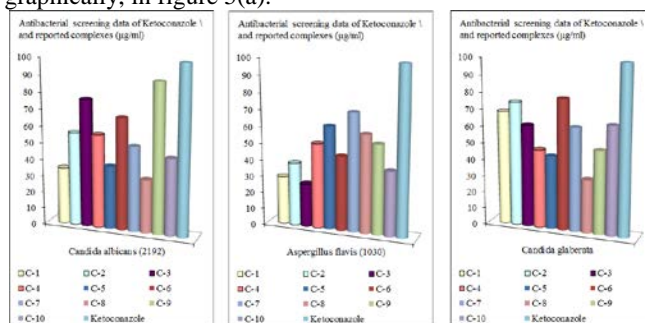 graphically, in figure 5(a).
Antibacterial screening data of Ketoconazole \
and reported complexes (µg/ml)
100
90
80
70
60
50
40
30
20
10
0
Candida albicans (2192)
C-1
C-2
C-3
C-4
C-5
C-6
C-7
C-8
C-9
C-10
Ketoconazole
Antibacterial screening data of Ketoconazole \
and reported complexes (µg/ml)
100
90
80
70
60
50
40
30
20
10
0
Aspergillus flavis (1030)
C-1
C-2
C-3
C-4
C-5
C-6
C-7
C-8
C-9
C-10
Ketoconazole
Antibacterial screening data of Ketoconazole \
and reported complexes (µg/ml)
100
90
80
70
60
50
40
30
20
10
0
Candida glaberata
C-1
C-2
C-3
C-4
C-5
C-6
C-7
C-8
C-9
C-10
Ketoconazole